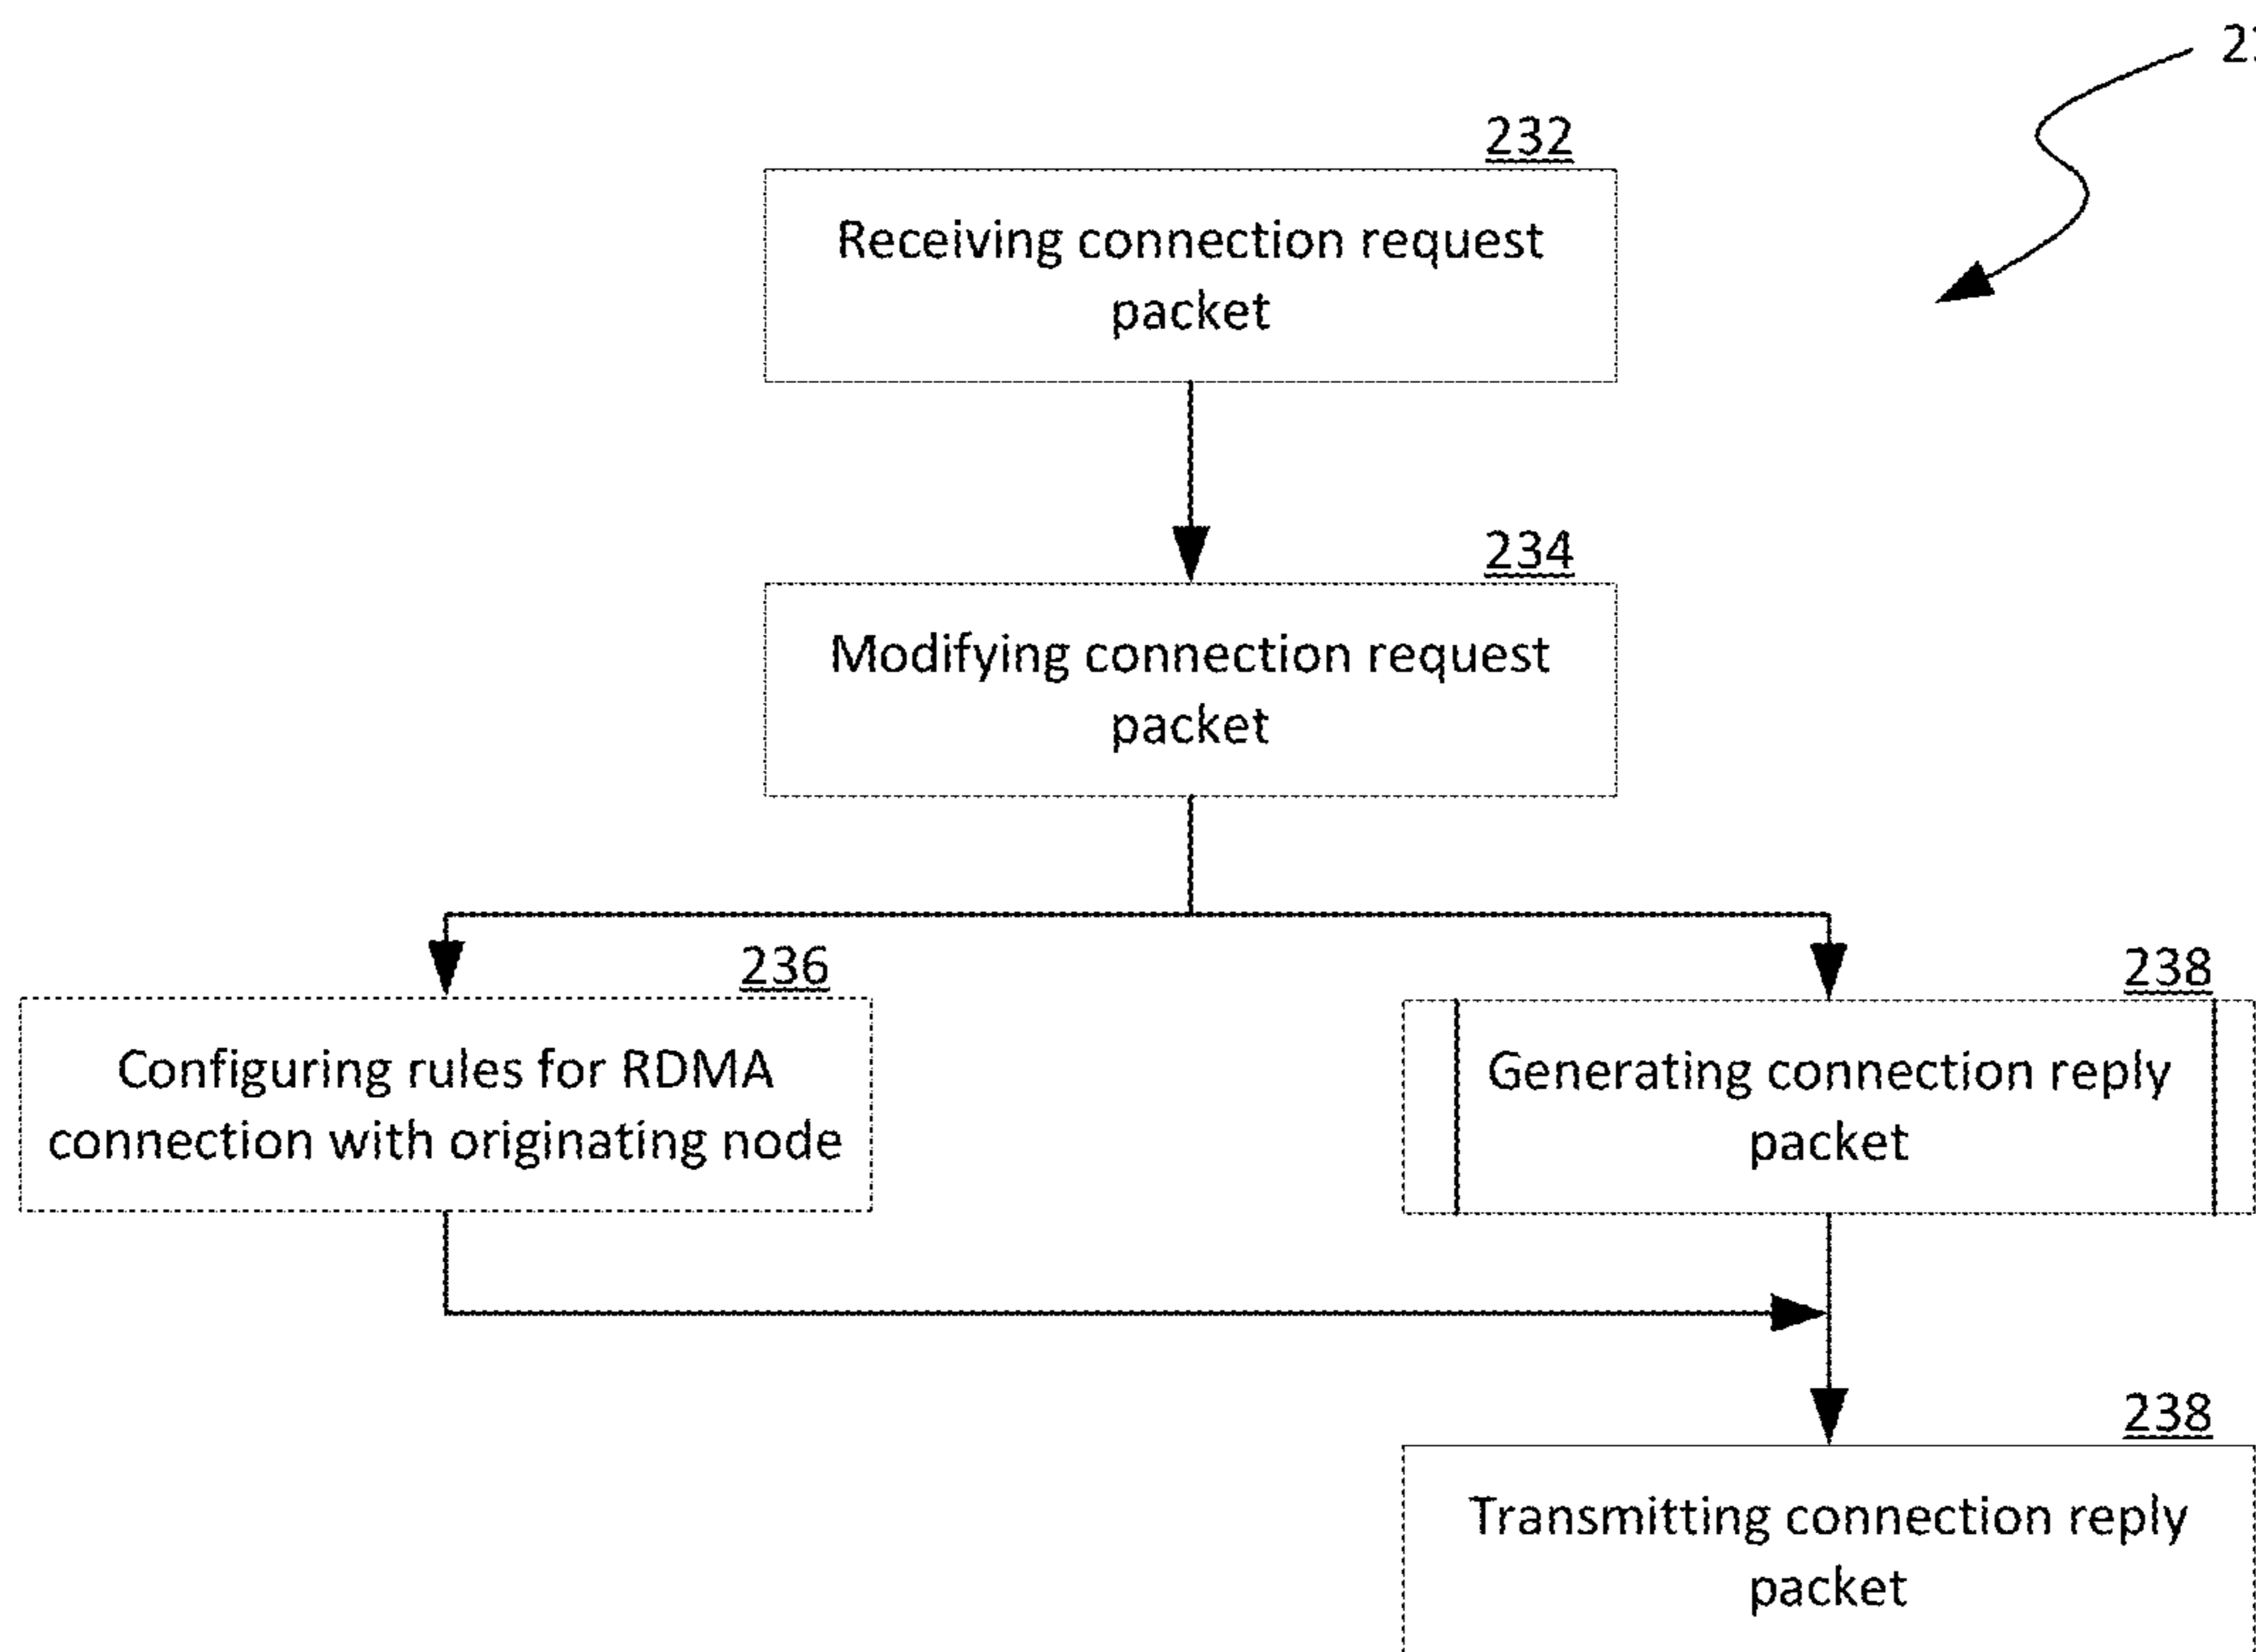 232
Receiving connection request
packet
234
Modifying connection request
packet
236
Configuring rules for RDMA
connection with originating node
238
Generating connection reply
packet
238
Transmitting connection reply
packet